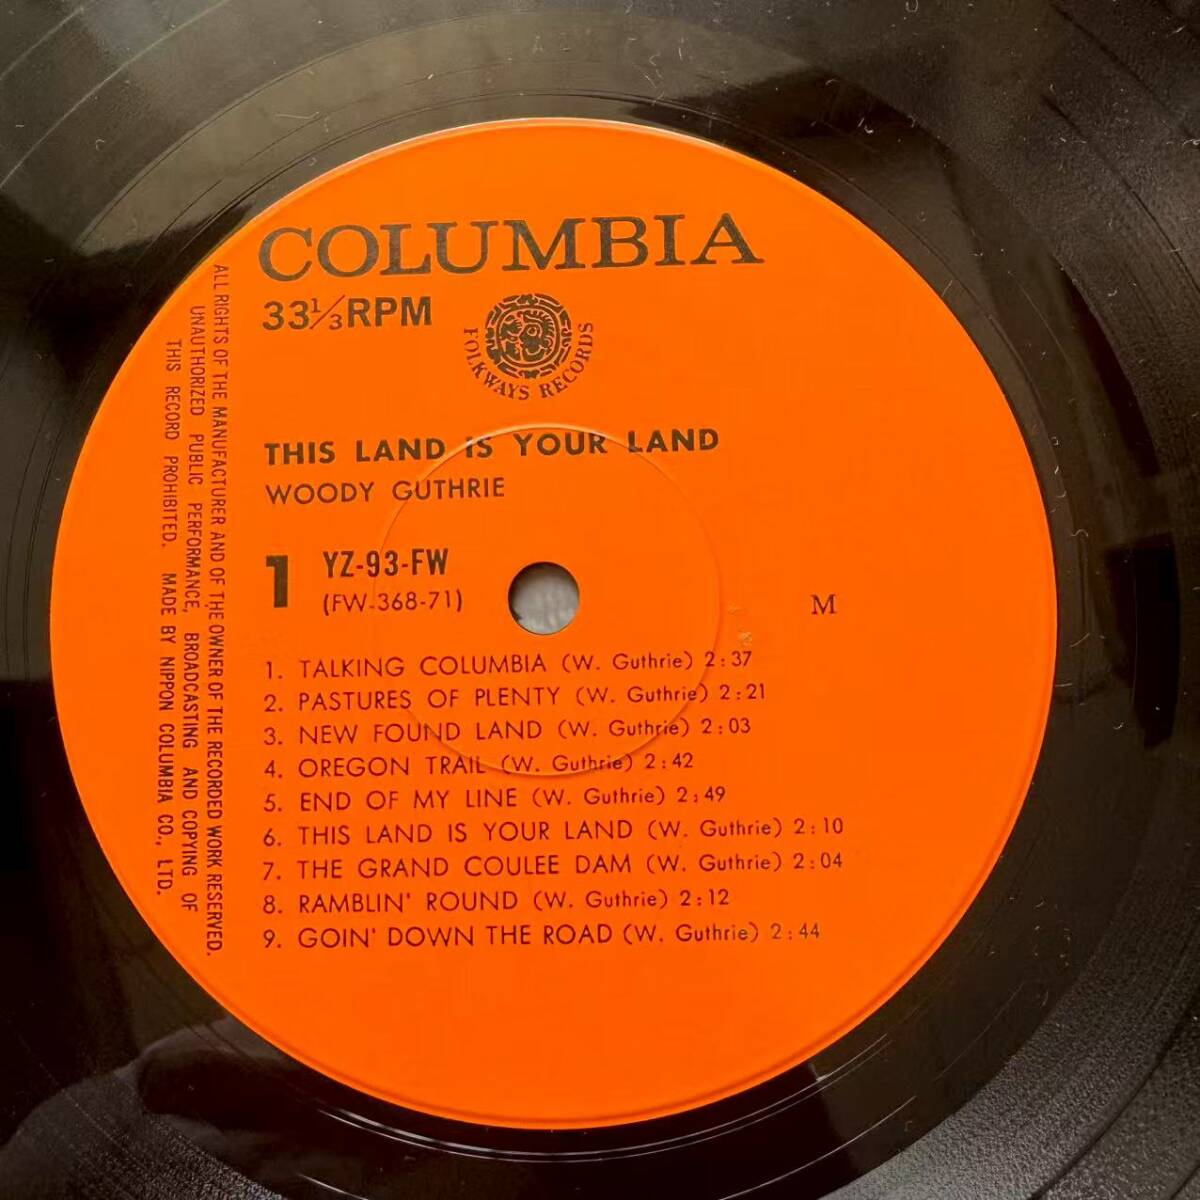 COLUMBIA
33⅓ RPM
FOLKWAYS RECORDS
THIS LAND IS YOUR LAND
WOODY GUTHRIE
1 YZ-93-FW
(FW-368-71)
M
1. TALKING COLUMBIA (W. Guthrie) 2:37
2. PASTURES OF PLENTY (W. Guthrie) 2:21
3. NEW FOUND LAND (W. Guthrie) 2:03
4. OREGON TRAIL (W. Guthrie) 2:42
5. END OF MY LINE (W. Guthrie) 2:49
6. THIS LAND IS YOUR LAND (W. Guthrie) 2:10
7. THE GRAND COULEE DAM (W. Guthrie) 2:04
8. RAMBLIN' ROUND (W. Guthrie) 2:12
9. GOIN' DOWN THE ROAD (W. Guthrie) 2:44
ALL RIGHTS OF THE MANUFACTURER AND OF THE OWNER OF THE RECORDED WORK RESERVED.
UNAUTHORIZED PUBLIC PERFORMANCE, BROADCASTING AND COPYING OF
THIS RECORD PROHIBITED. MADE BY NIPPON COLUMBIA CO., LTD.